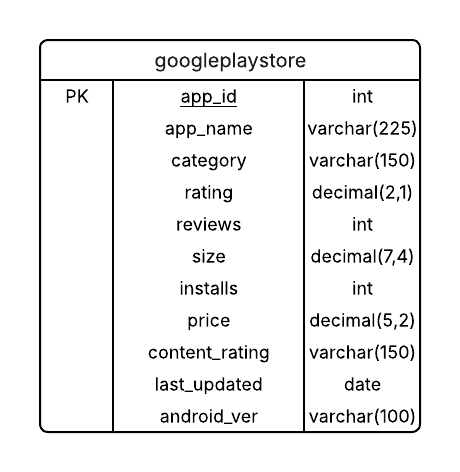 googleplaystore
PK app_id int
app_name varchar(225)
category varchar(150)
rating decimal(2,1)
reviews int
size decimal(7,4)
installs int
price decimal(5,2)
content_rating varchar(150)
last_updated date
android_ver varchar(100)